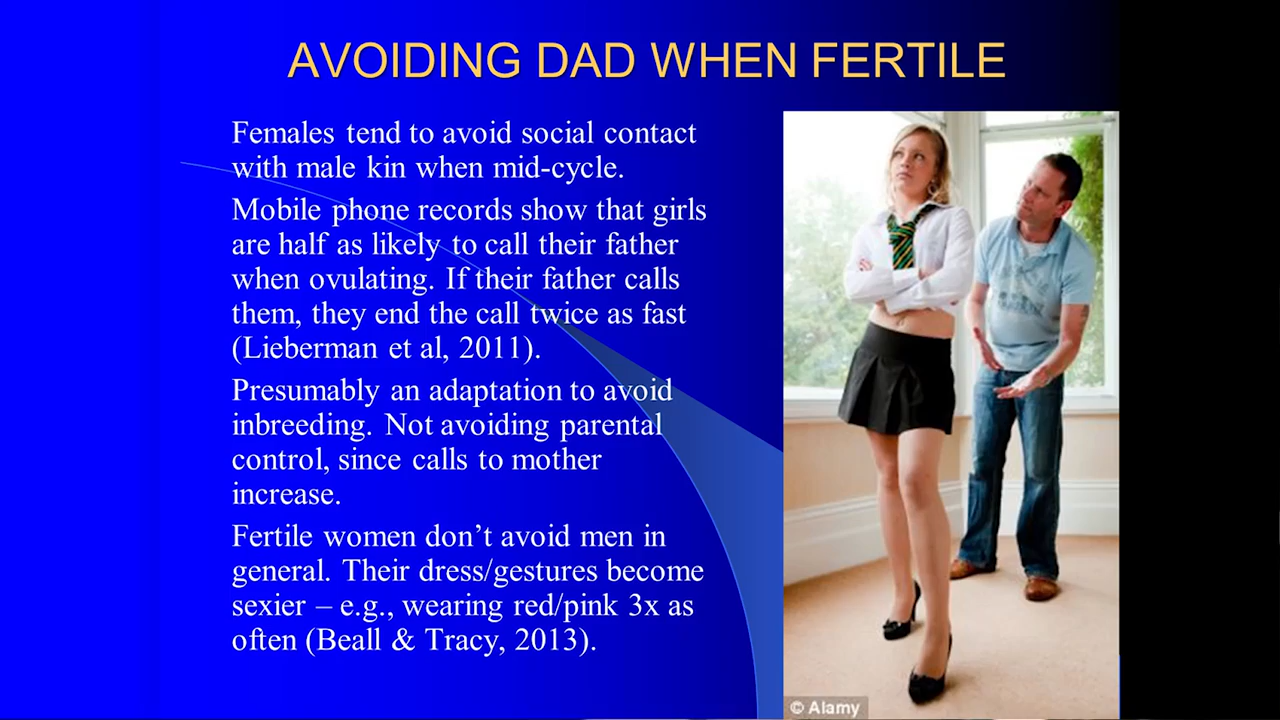 AVOIDING DAD WHEN FERTILE
Females tend to avoid social contact
with male kin when mid-cycle.
Mobile phone records show that girls
are half as likely to call their father
when ovulating. If their father calls
them, they end the call twice as fast
(Lieberman et al, 2011).
Presumably an adaptation to avoid
inbreeding. Not avoiding parental
control, since calls to mother
increase.
Fertile women don’t avoid men in
general. Their dress/gestures become
sexier – e.g., wearing red/pink 3x as
often (Beall & Tracy, 2013).
© Alamy